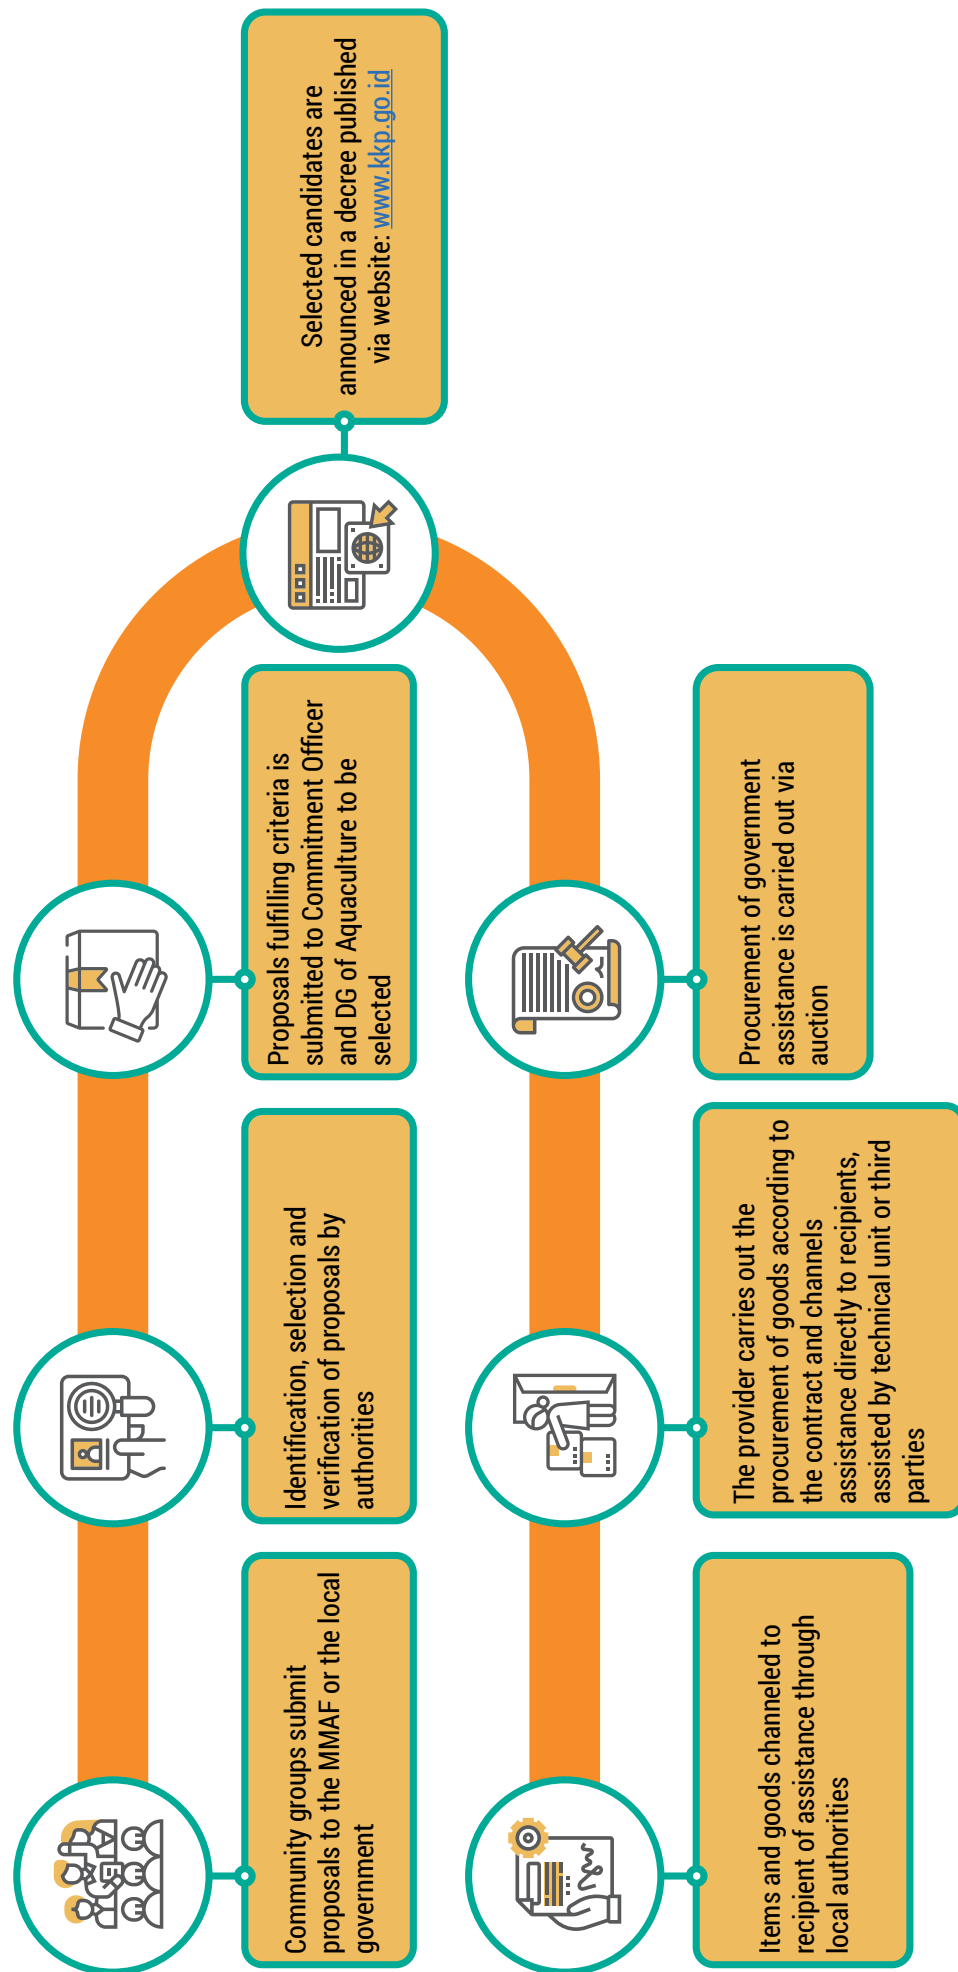 Community groups submit
proposals to the MMAF or the local
government
Identification, selection and
verification of proposals by
authorities
Proposals fulfilling criteria is
submitted to Commitment Officer
and DG of Aquaculture to be
selected
Selected candidates are
announced in a decree published
via website: www.kkp.go.id
Procurement of government
assistance is carried out via
auction
The provider carries out the
procurement of goods according to
the contract and channels
assistance directly to recipients,
assisted by technical unit or third
parties
Items and goods channeled to
recipient of assistance through
local authorities